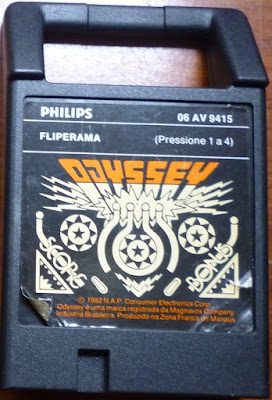 PHILIPS 06 AV 9415
FLIPERAMA (Pressione 1 a 4)
ODYSSEY
SCORE BONUS
© 1982 N.A.P. Consumer Electronics Corp.
Odyssey é uma marca registrada da Magnavox Company
Indústria Brasileira. Produzido na Zona Franca de Manaus